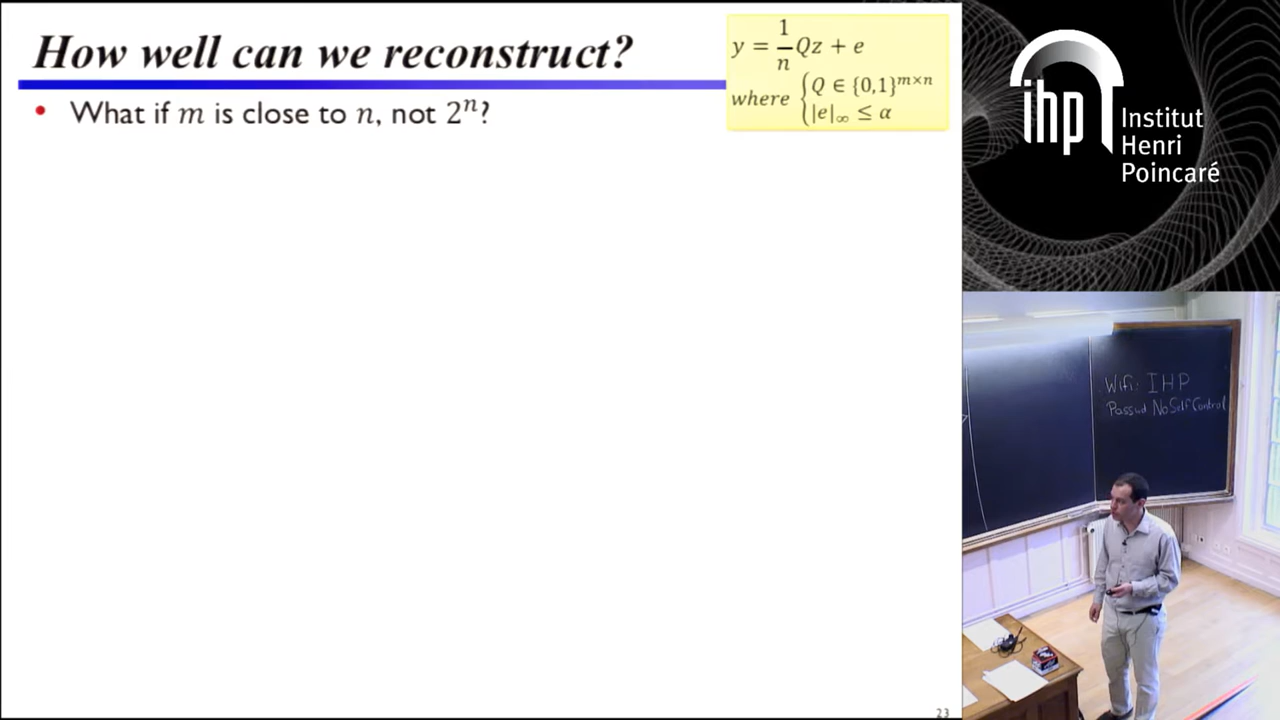 How well can we reconstruct?
• What if m is close to n, not 2ⁿ?
y = 1/n Qz + e
where { Q ∈ {0,1}^{m×n}
|e|_∞ ≤ α
ihp
Institut
Henri
Poincaré
Wifi: IHP
Passwd NoSelfControl
23